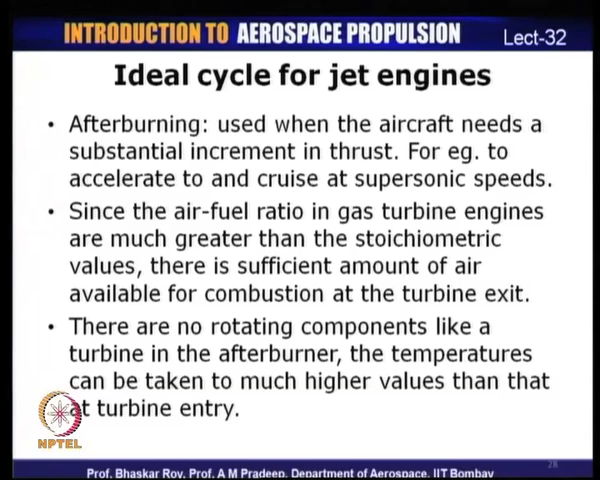 INTRODUCTION TO AEROSPACE PROPULSION Lect-32
Ideal cycle for jet engines
• Afterburning: used when the aircraft needs a
substantial increment in thrust. For eg. to
accelerate to and cruise at supersonic speeds.
• Since the air-fuel ratio in gas turbine engines
are much greater than the stoichiometric
values, there is sufficient amount of air
available for combustion at the turbine exit.
• There are no rotating components like a
turbine in the afterburner, the temperatures
can be taken to much higher values than that
at turbine entry.
NPTEL
28
Prof. Bhaskar Roy, Prof. A M Pradeep, Department of Aerospace, IIT Bombay